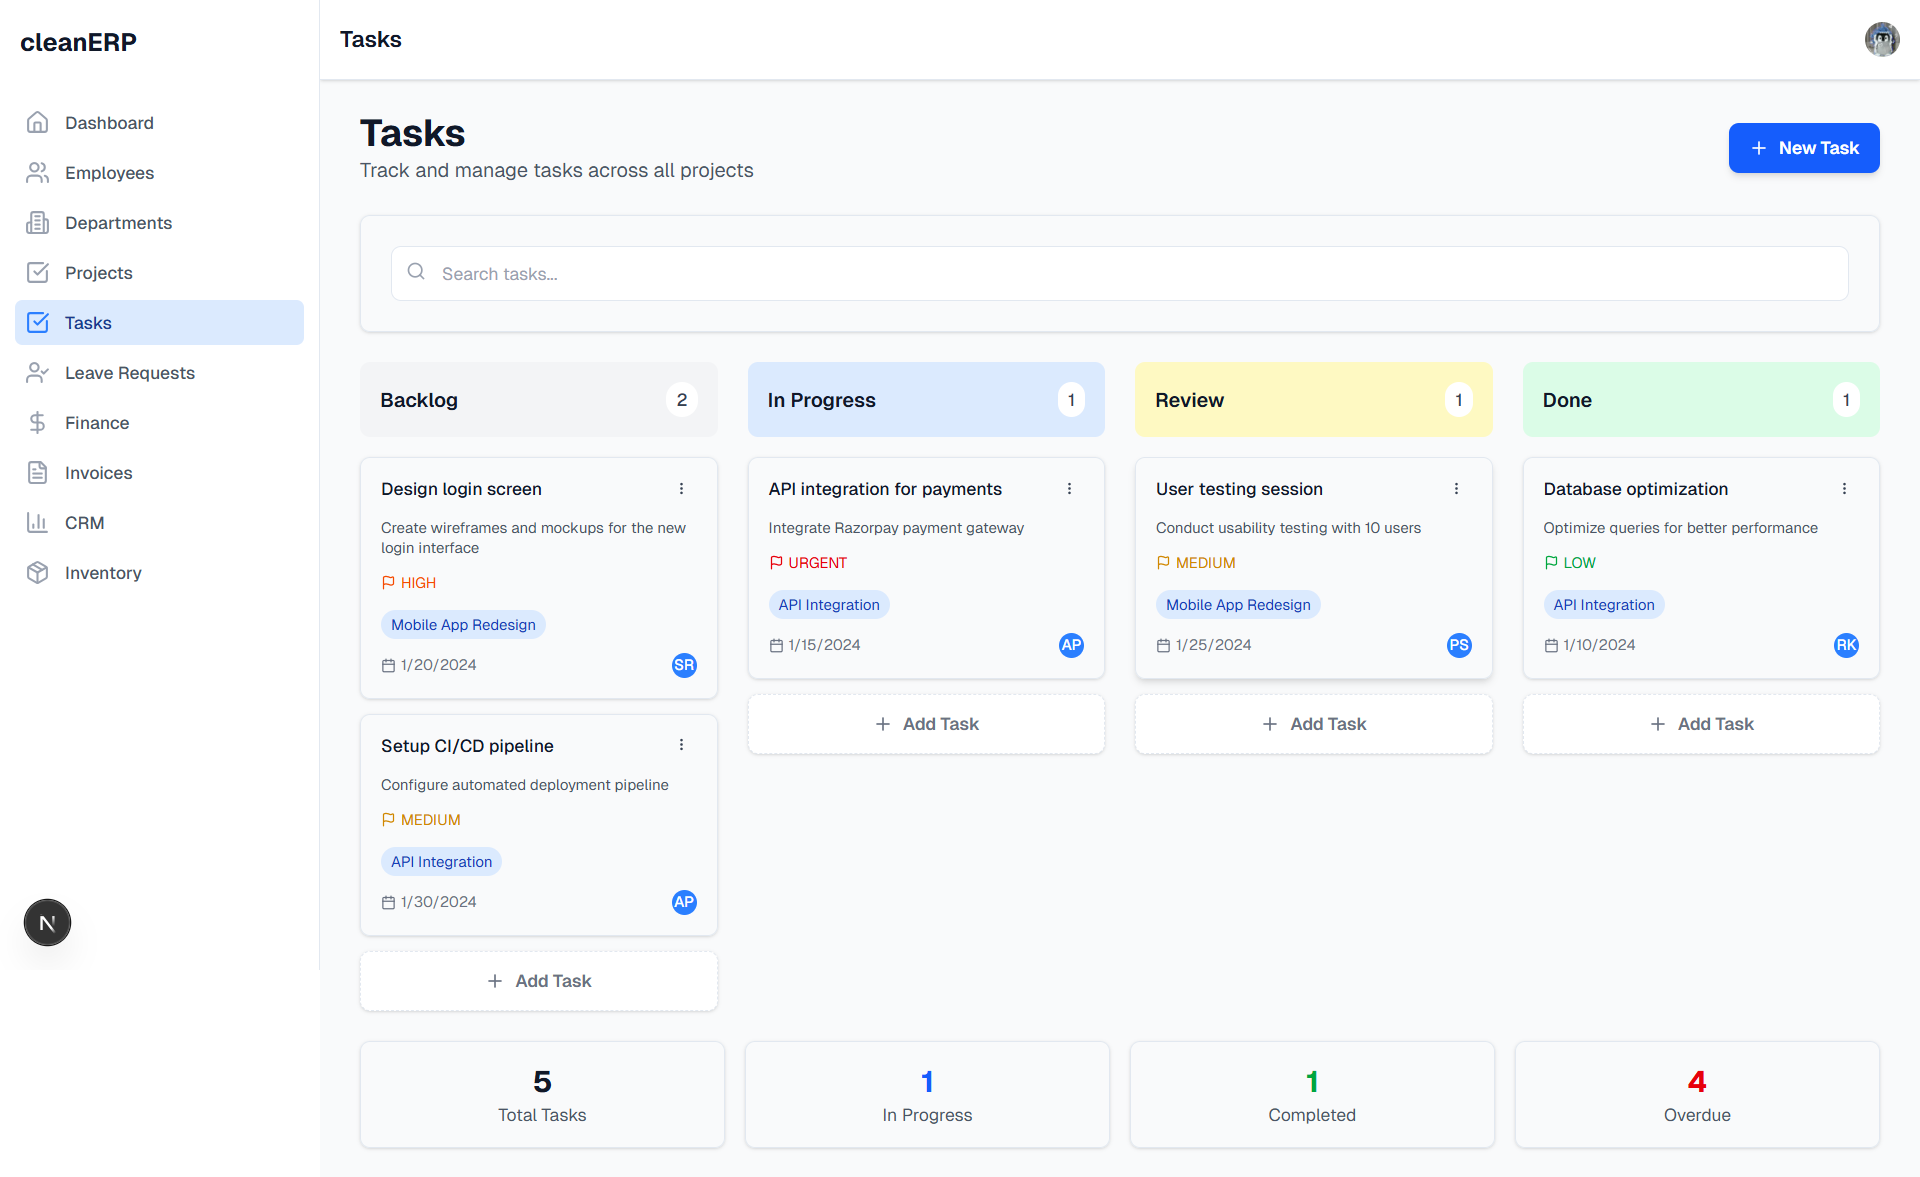 cleanERP
Dashboard
Employees
Departments
Projects
Tasks
Leave Requests
Finance
Invoices
CRM
Inventory
N
Tasks
Tasks
Track and manage tasks across all projects
New Task
Search tasks...
Backlog
2
Design login screen
Create wireframes and mockups for the new
login interface
HIGH
Mobile App Redesign
1/20/2024
SR
Setup CI/CD pipeline
Configure automated deployment pipeline
MEDIUM
API Integration
1/30/2024
AP
Add Task
In Progress
1
API integration for payments
Integrate Razorpay payment gateway
URGENT
API Integration
1/15/2024
AP
Add Task
Review
1
User testing session
Conduct usability testing with 10 users
MEDIUM
Mobile App Redesign
1/25/2024
PS
Add Task
Done
1
Database optimization
Optimize queries for better performance
LOW
API Integration
1/10/2024
RK
Add Task
5
Total Tasks
1
In Progress
1
Completed
4
Overdue